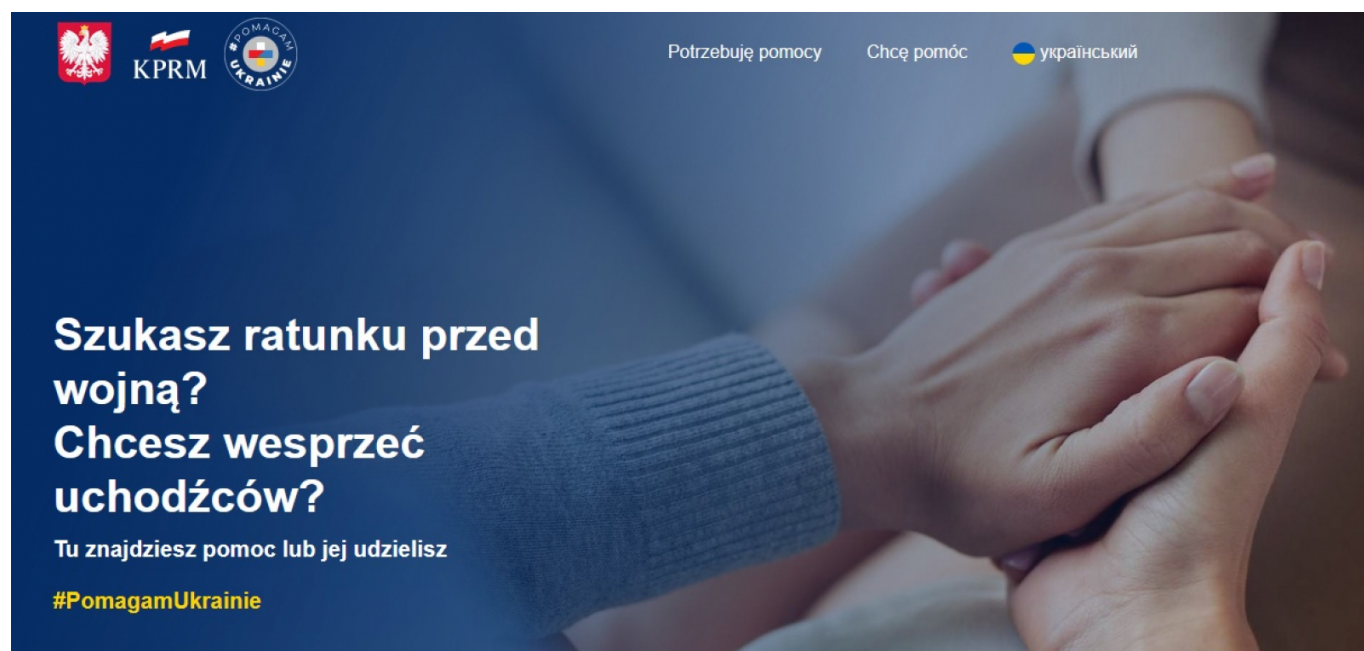 KPRM
#POMAGAM
UKRAINIE
Potrzebuję pomocy
Chcę pomóc
український
Szukasz ratunku przed
wojną?
Chcesz wesprzeć
uchodźców?
Tu znajdziesz pomoc lub jej udzielisz
#PomagamUkrainie